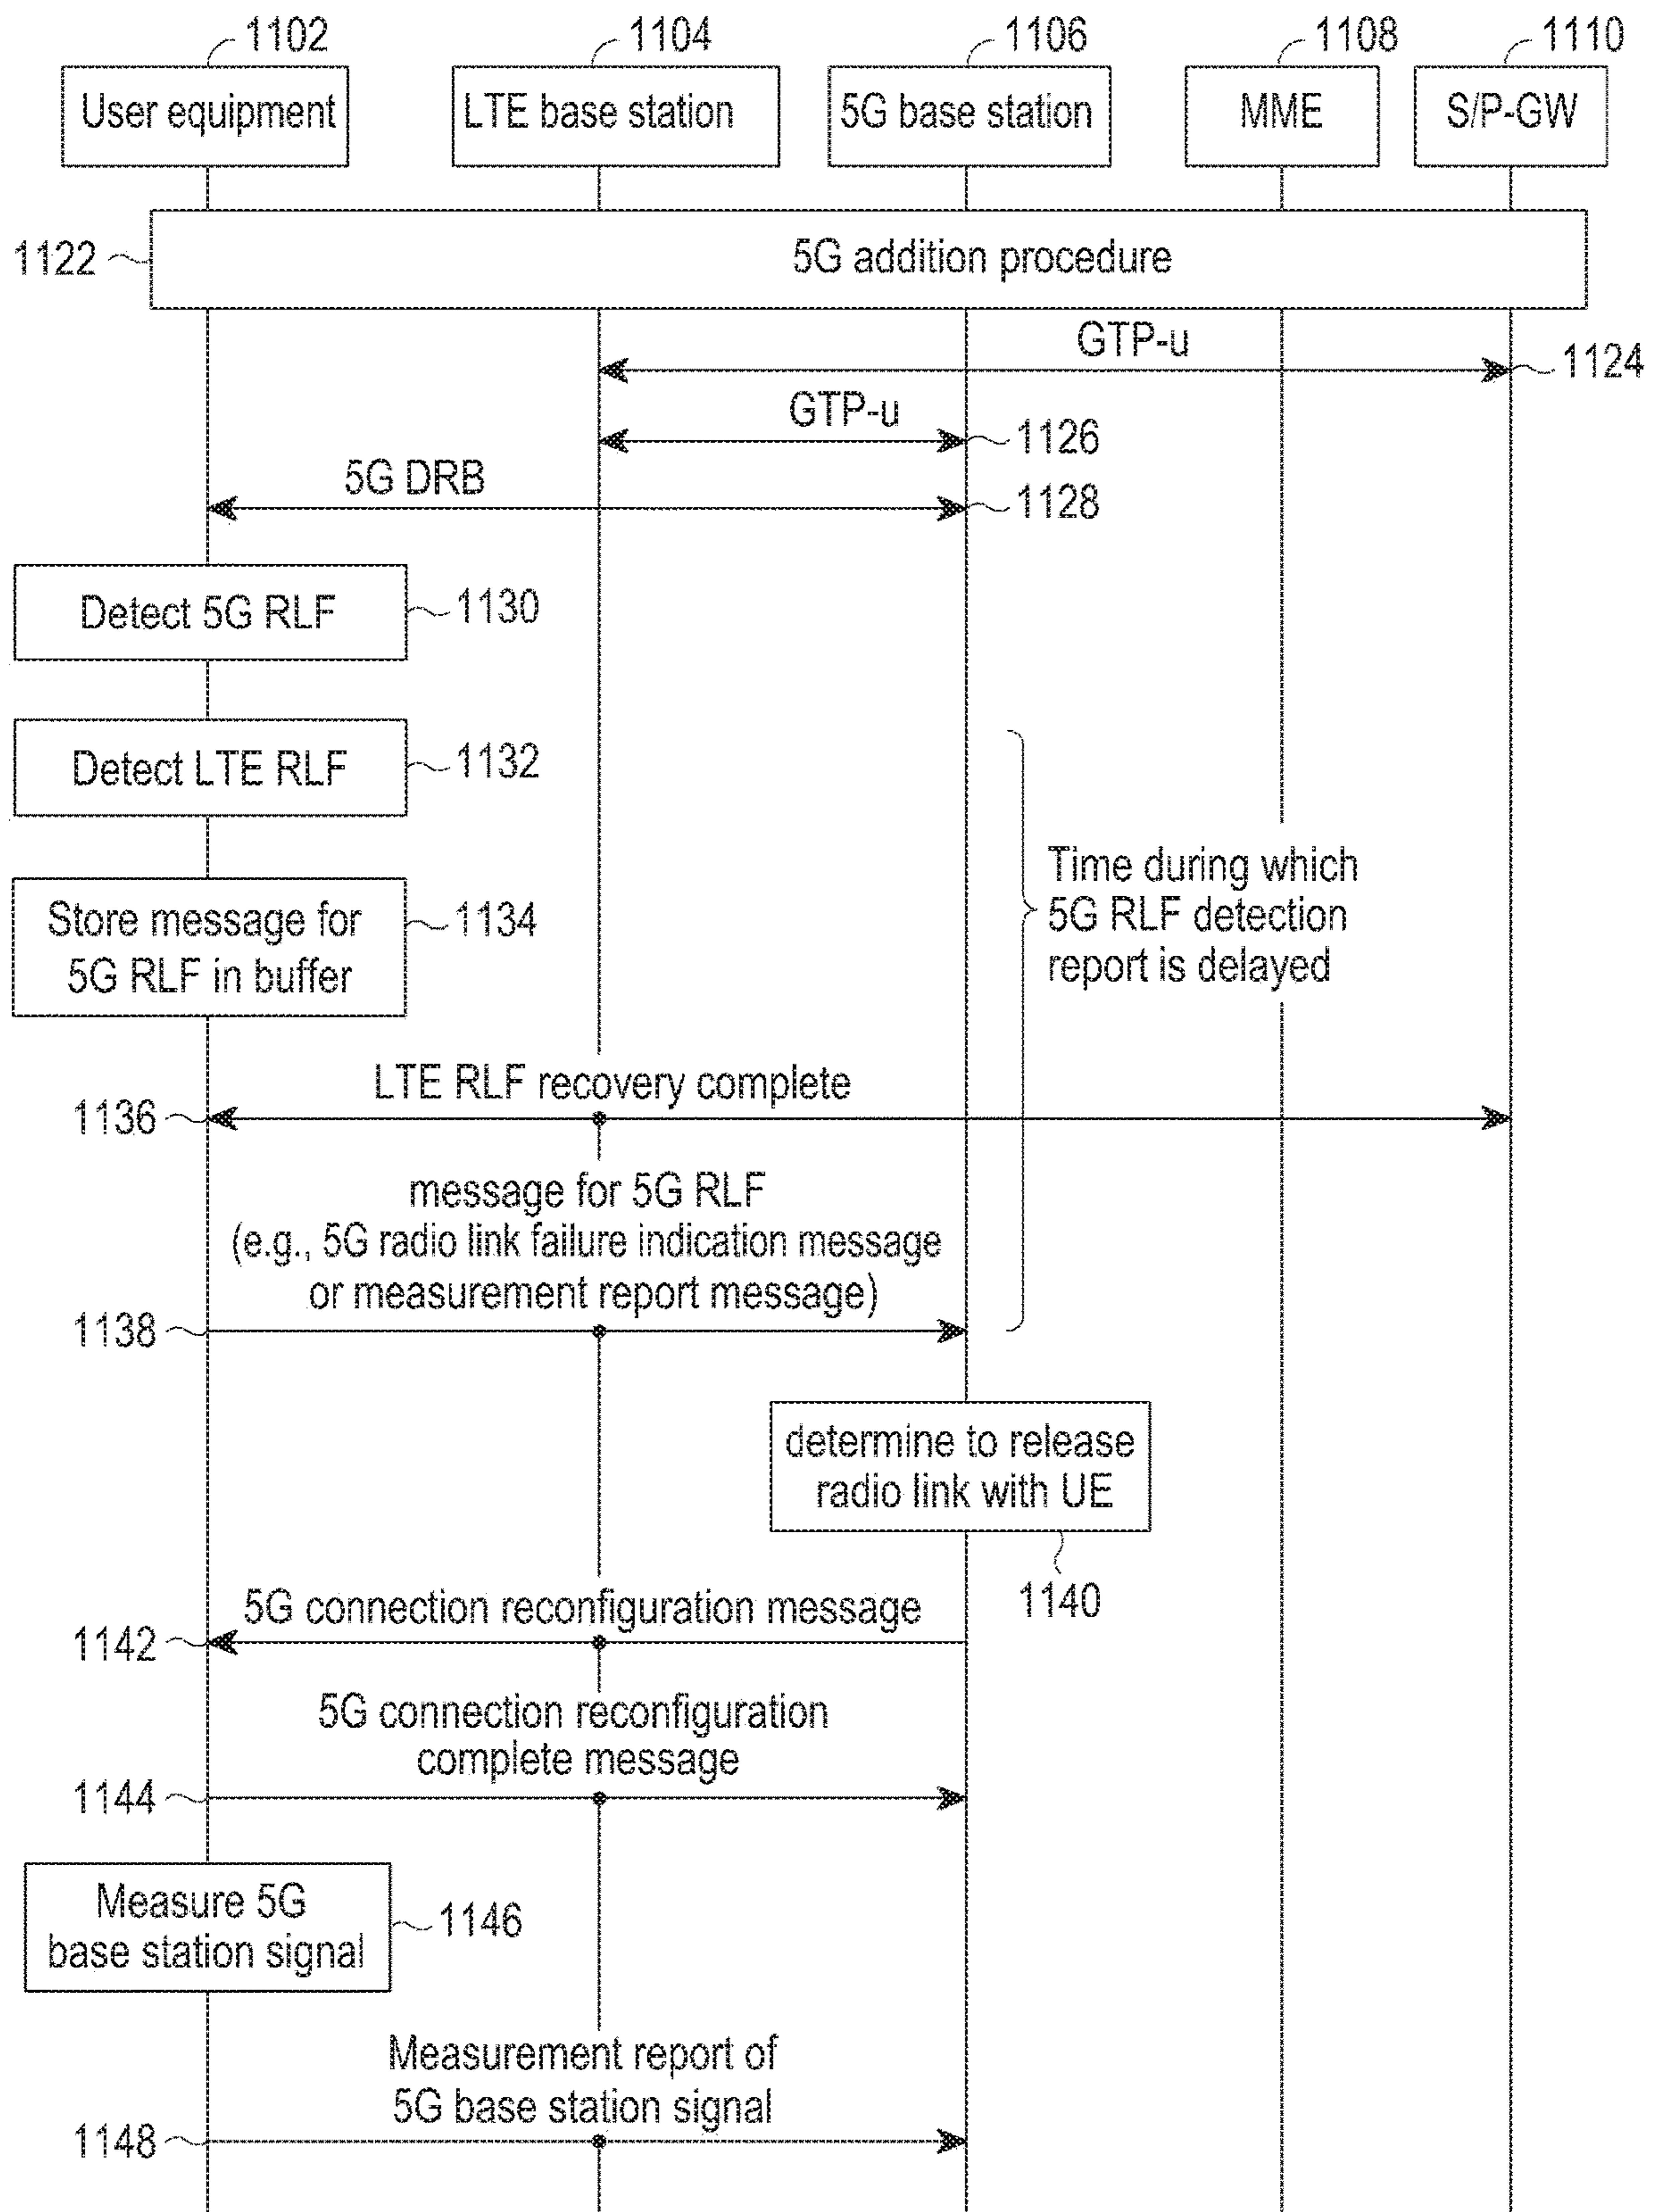 1102
1104
1106
1108
1110
User equipment
LTE base station
5G base station
MME
S/P-GW
1122
5G addition procedure
GTP-u
1124
GTP-u
1126
5G DRB
1128
Detect 5G RLF
1130
Detect LTE RLF
1132
Time during which
5G RLF detection
report is delayed
Store message for
5G RLF in buffer
1134
LTE RLF recovery complete
1136
message for 5G RLF
(e.g., 5G radio link failure indication message
or measurement report message)
1138
determine to release
radio link with UE
1140
5G connection reconfiguration message
1142
5G connection reconfiguration
complete message
1144
Measure 5G
base station signal
1146
Measurement report of
5G base station signal
1148